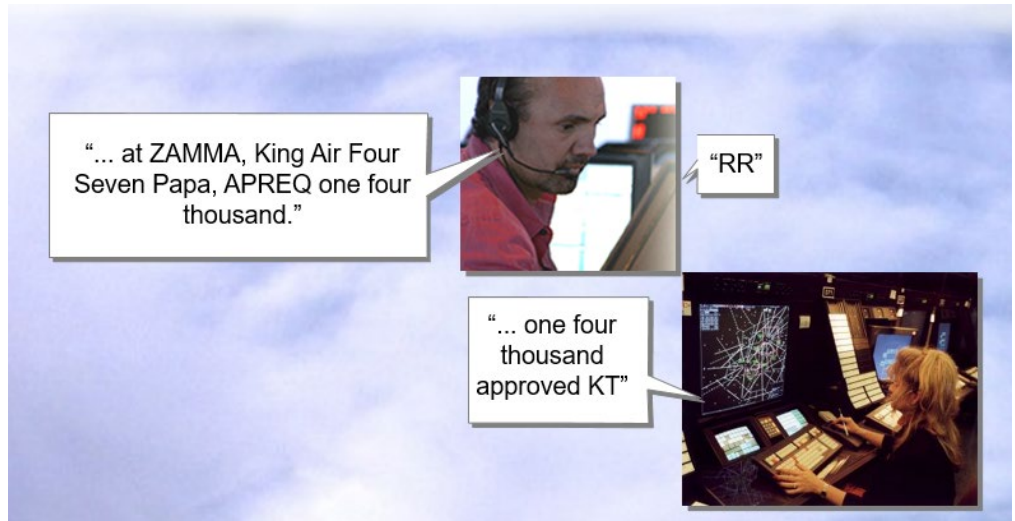 “... at ZAMMA, King Air Four
Seven Papa, APREQ one four
thousand.”
“RR”
“... one four
thousand
approved KT”